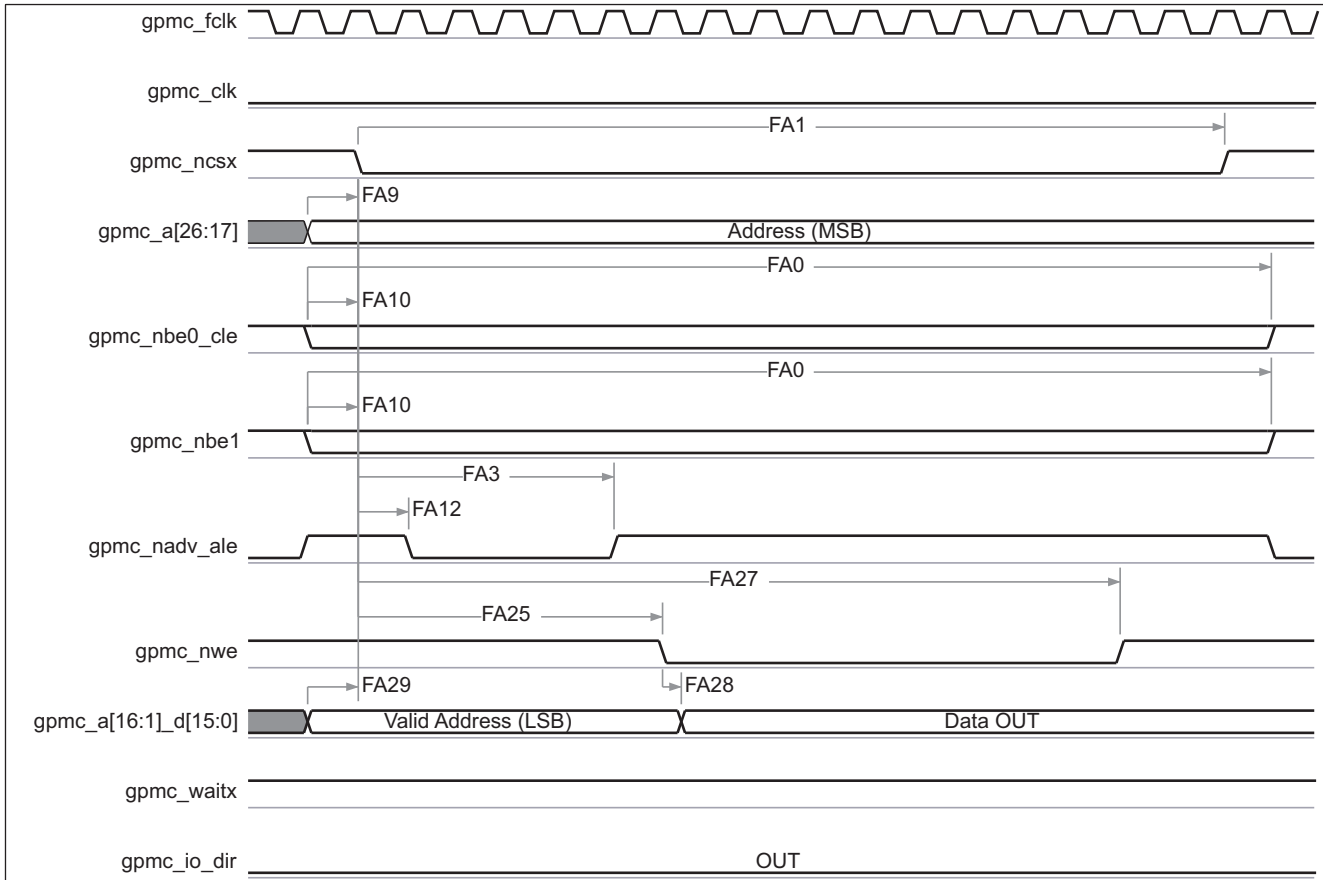 gpmc_fclk
gpmc_clk
FA1
gpmc_ncsx
FA9
gpmc_a[26:17]
Address (MSB)
FA0
FA10
gpmc_nbe0_cle
FA0
FA10
gpmc_nbe1
FA3
FA12
gpmc_nadv_ale
FA27
FA25
gpmc_nwe
FA29
FA28
gpmc_a[16:1]_d[15:0]
Valid Address (LSB)
Data OUT
gpmc_waitx
gpmc_io_dir
OUT